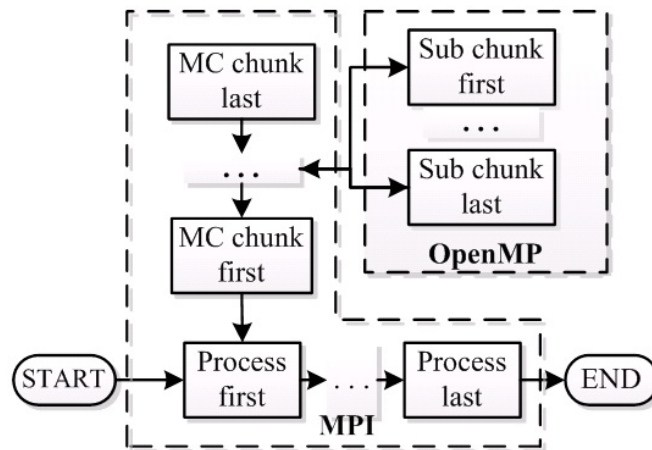 MC chunk
last
...
MC chunk
first
Sub chunk
first
...
Sub chunk
last
OpenMP
START
Process
first
...
Process
last
END
MPI